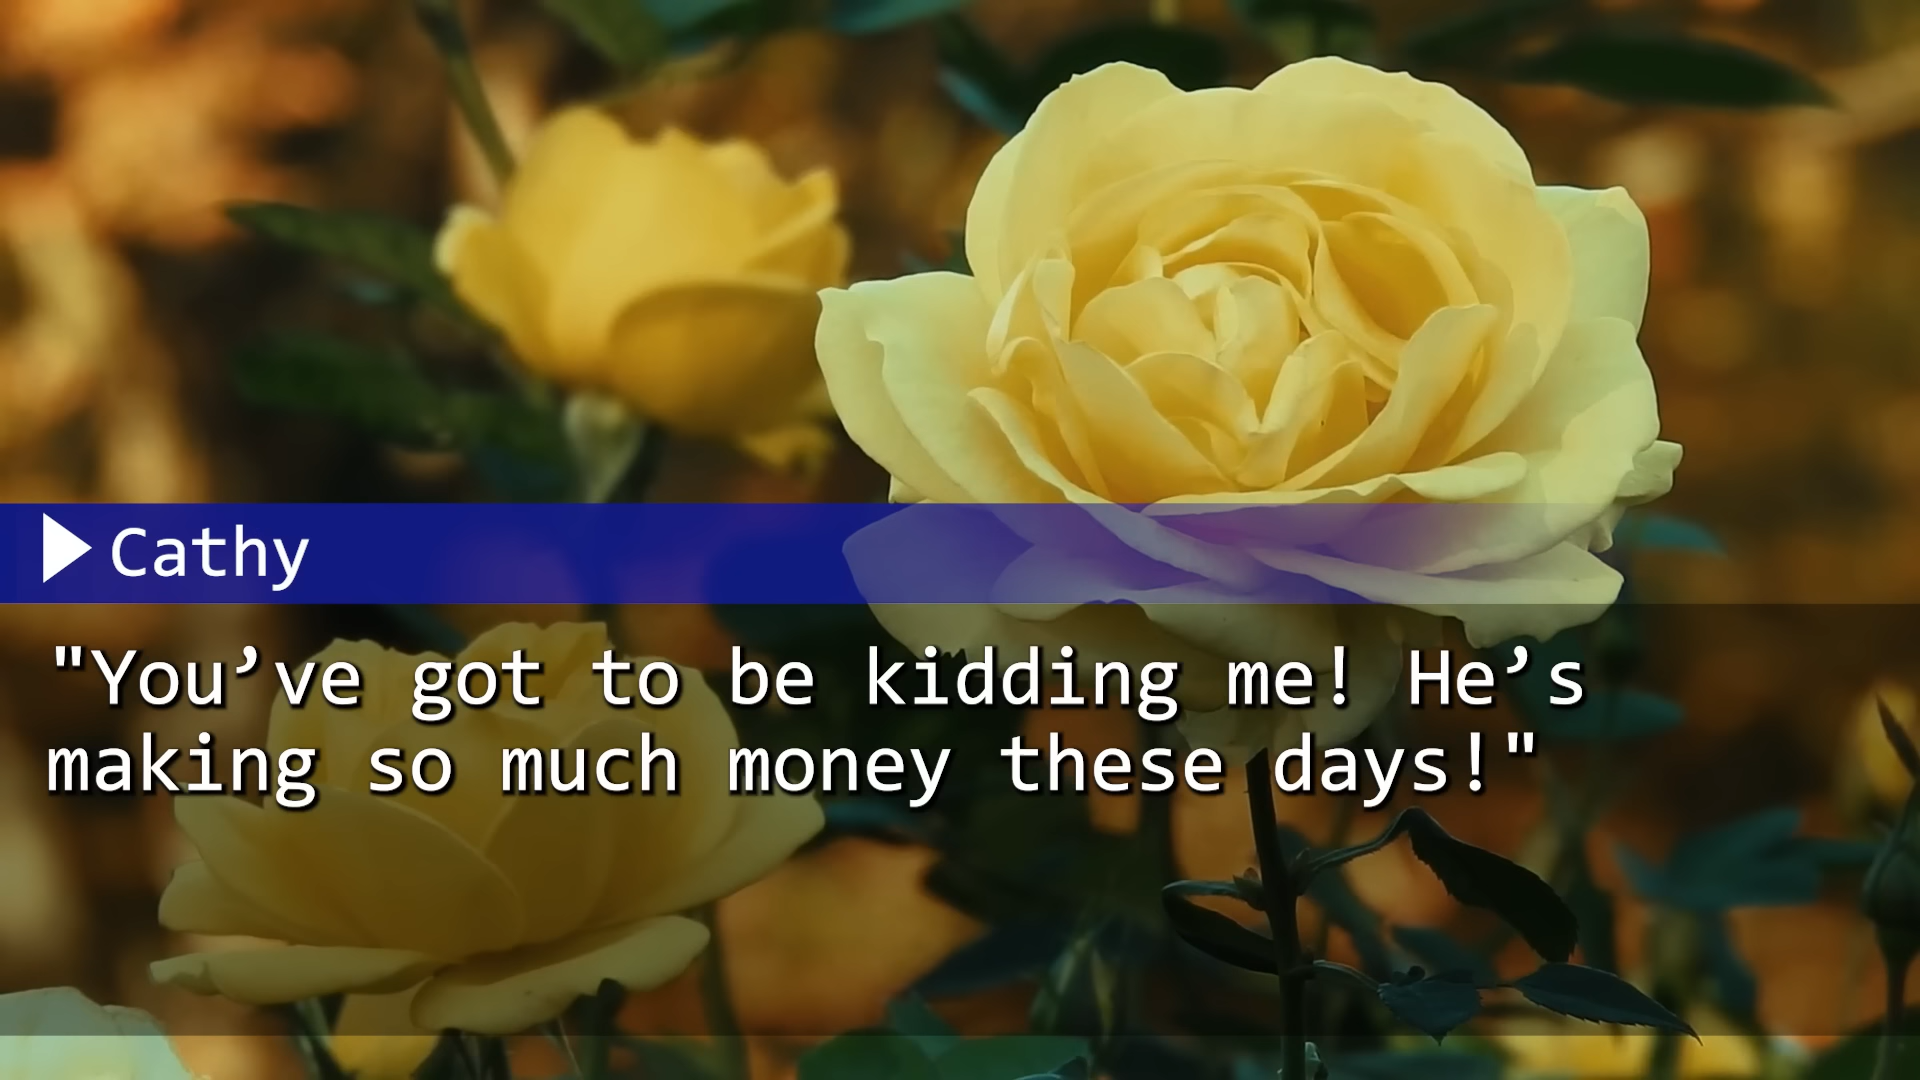 Cathy
"You’ve got to be kidding me! He’s
making so much money these days!"